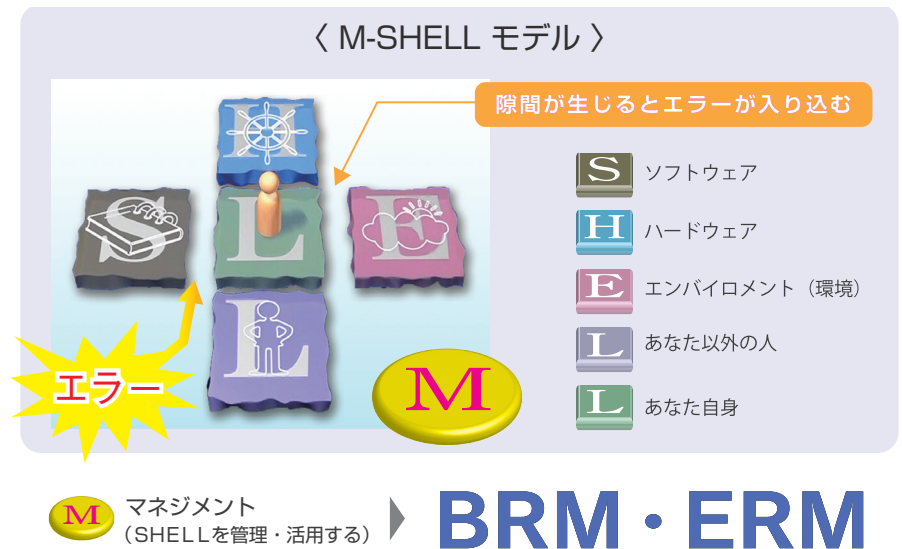 〈 M-SHELL モデル 〉
隙間が生じるとエラーが入り込む
H
S
L
E
L
エラー
M
S ソフトウェア
H ハードウェア
E エンバイロメント（環境）
L あなた以外の人
L あなた自身
M マネジメント
（SHELLを管理・活用する）
BRM・ERM